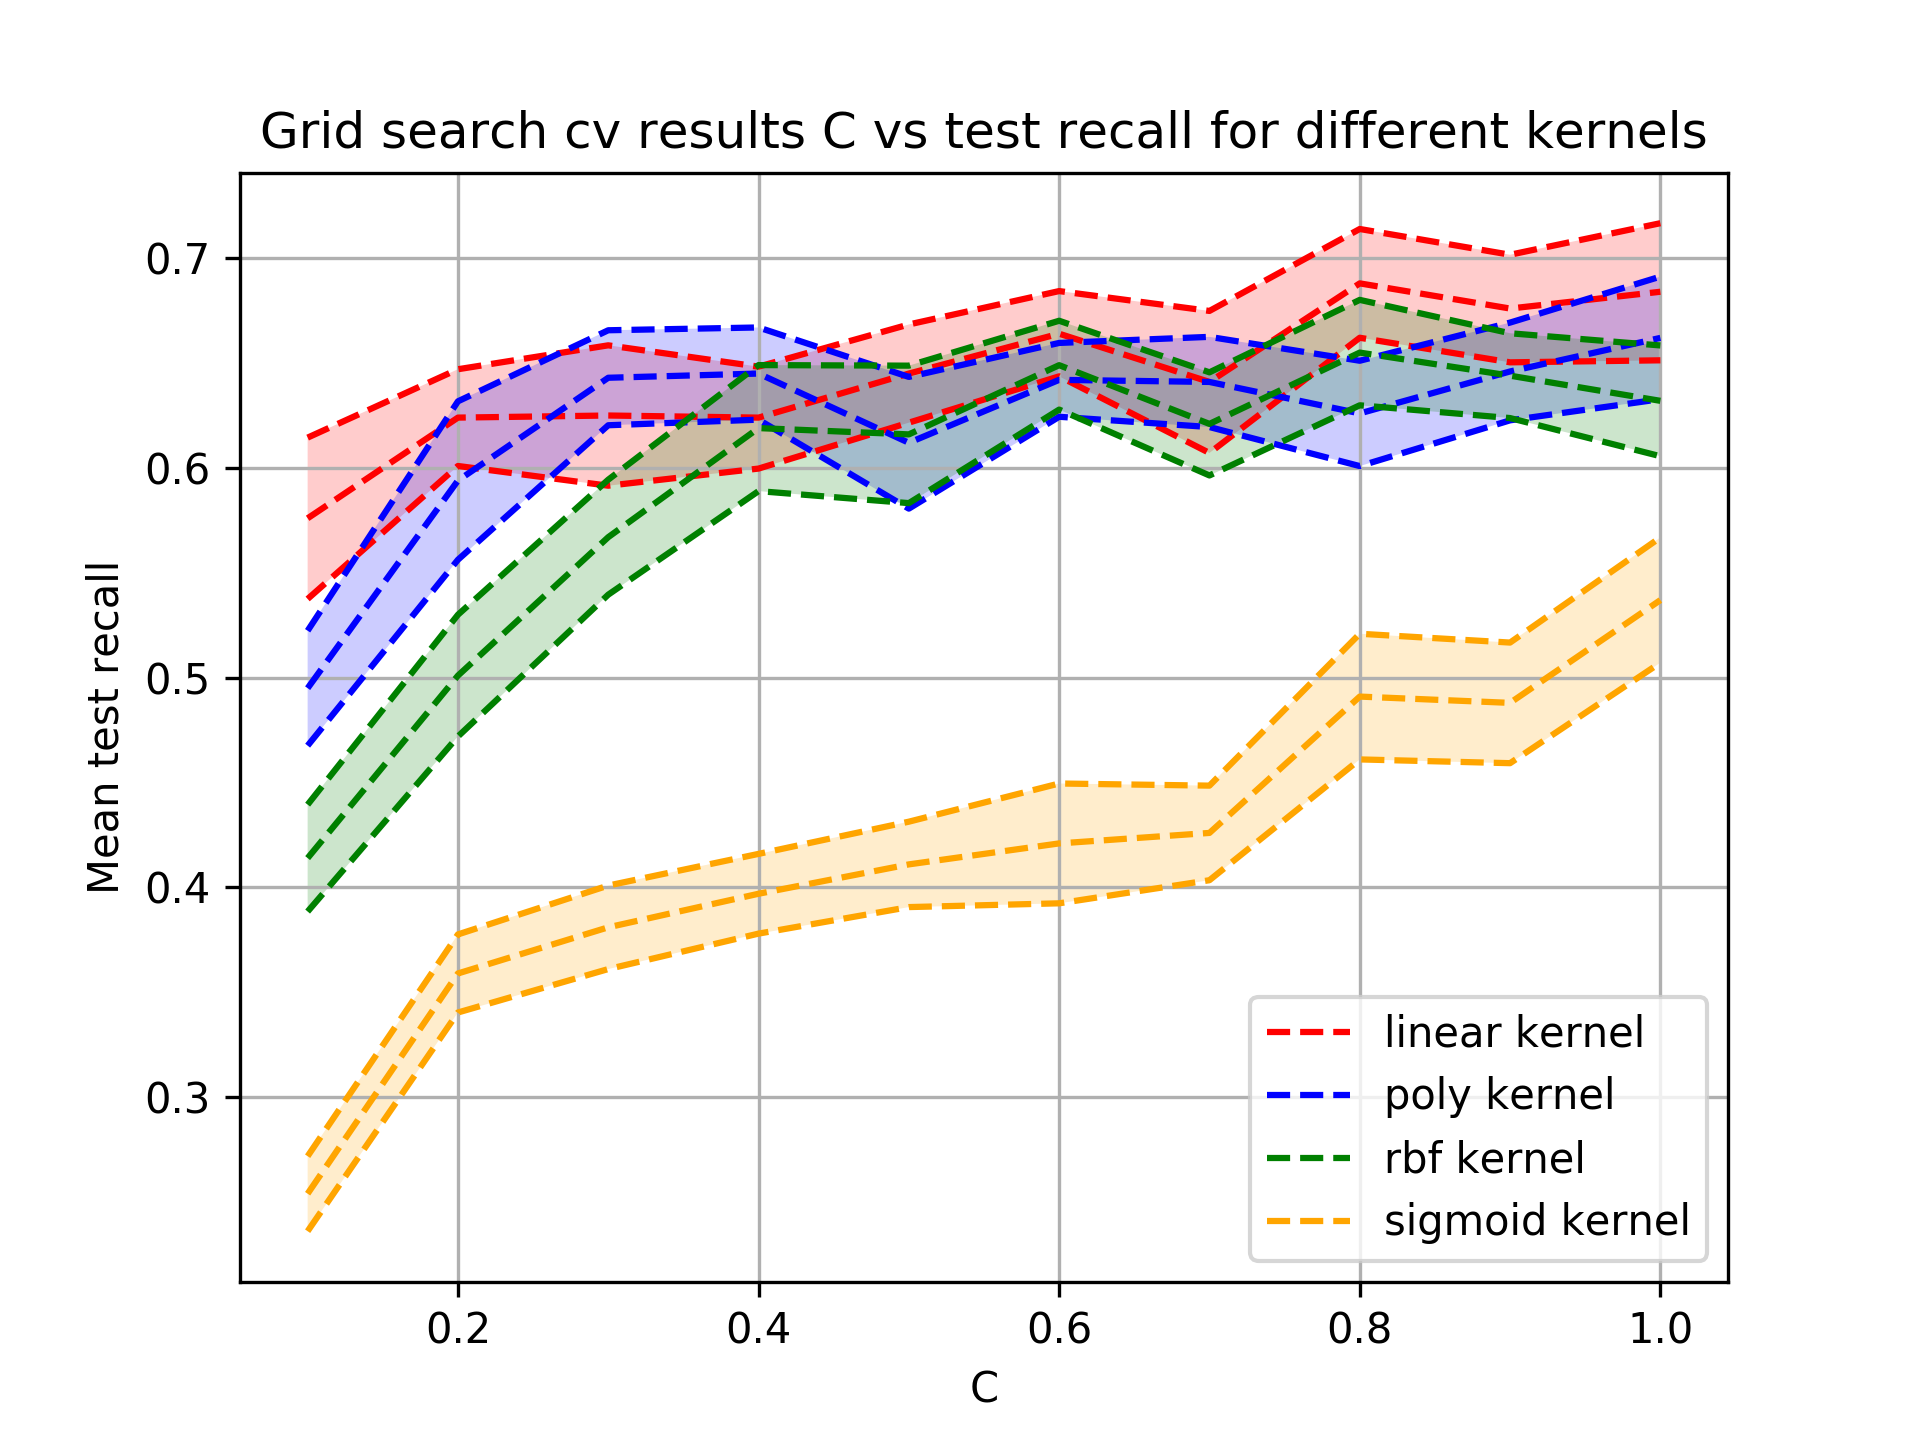 Grid search cv results C vs test recall for different kernels
Mean test recall
0.7
0.6
0.5
0.4
0.3
0.2
0.4
0.6
0.8
1.0
C
linear kernel
poly kernel
rbf kernel
sigmoid kernel